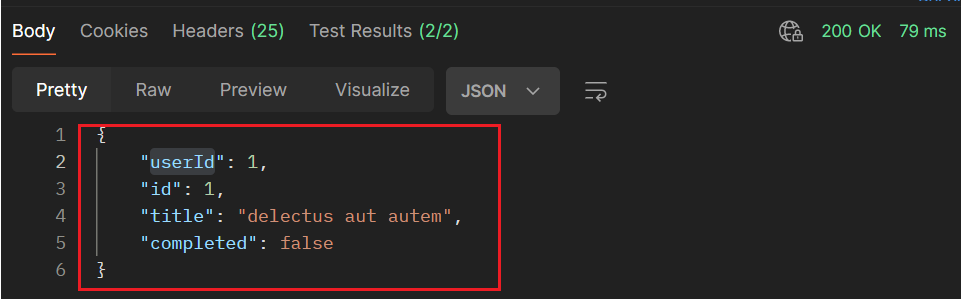 Body Cookies Headers (25) Test Results (2/2) 200 OK 79 ms
Pretty Raw Preview Visualize JSON
1 {
2 "userId": 1,
3 "id": 1,
4 "title": "delectus aut autem",
5 "completed": false
6 }